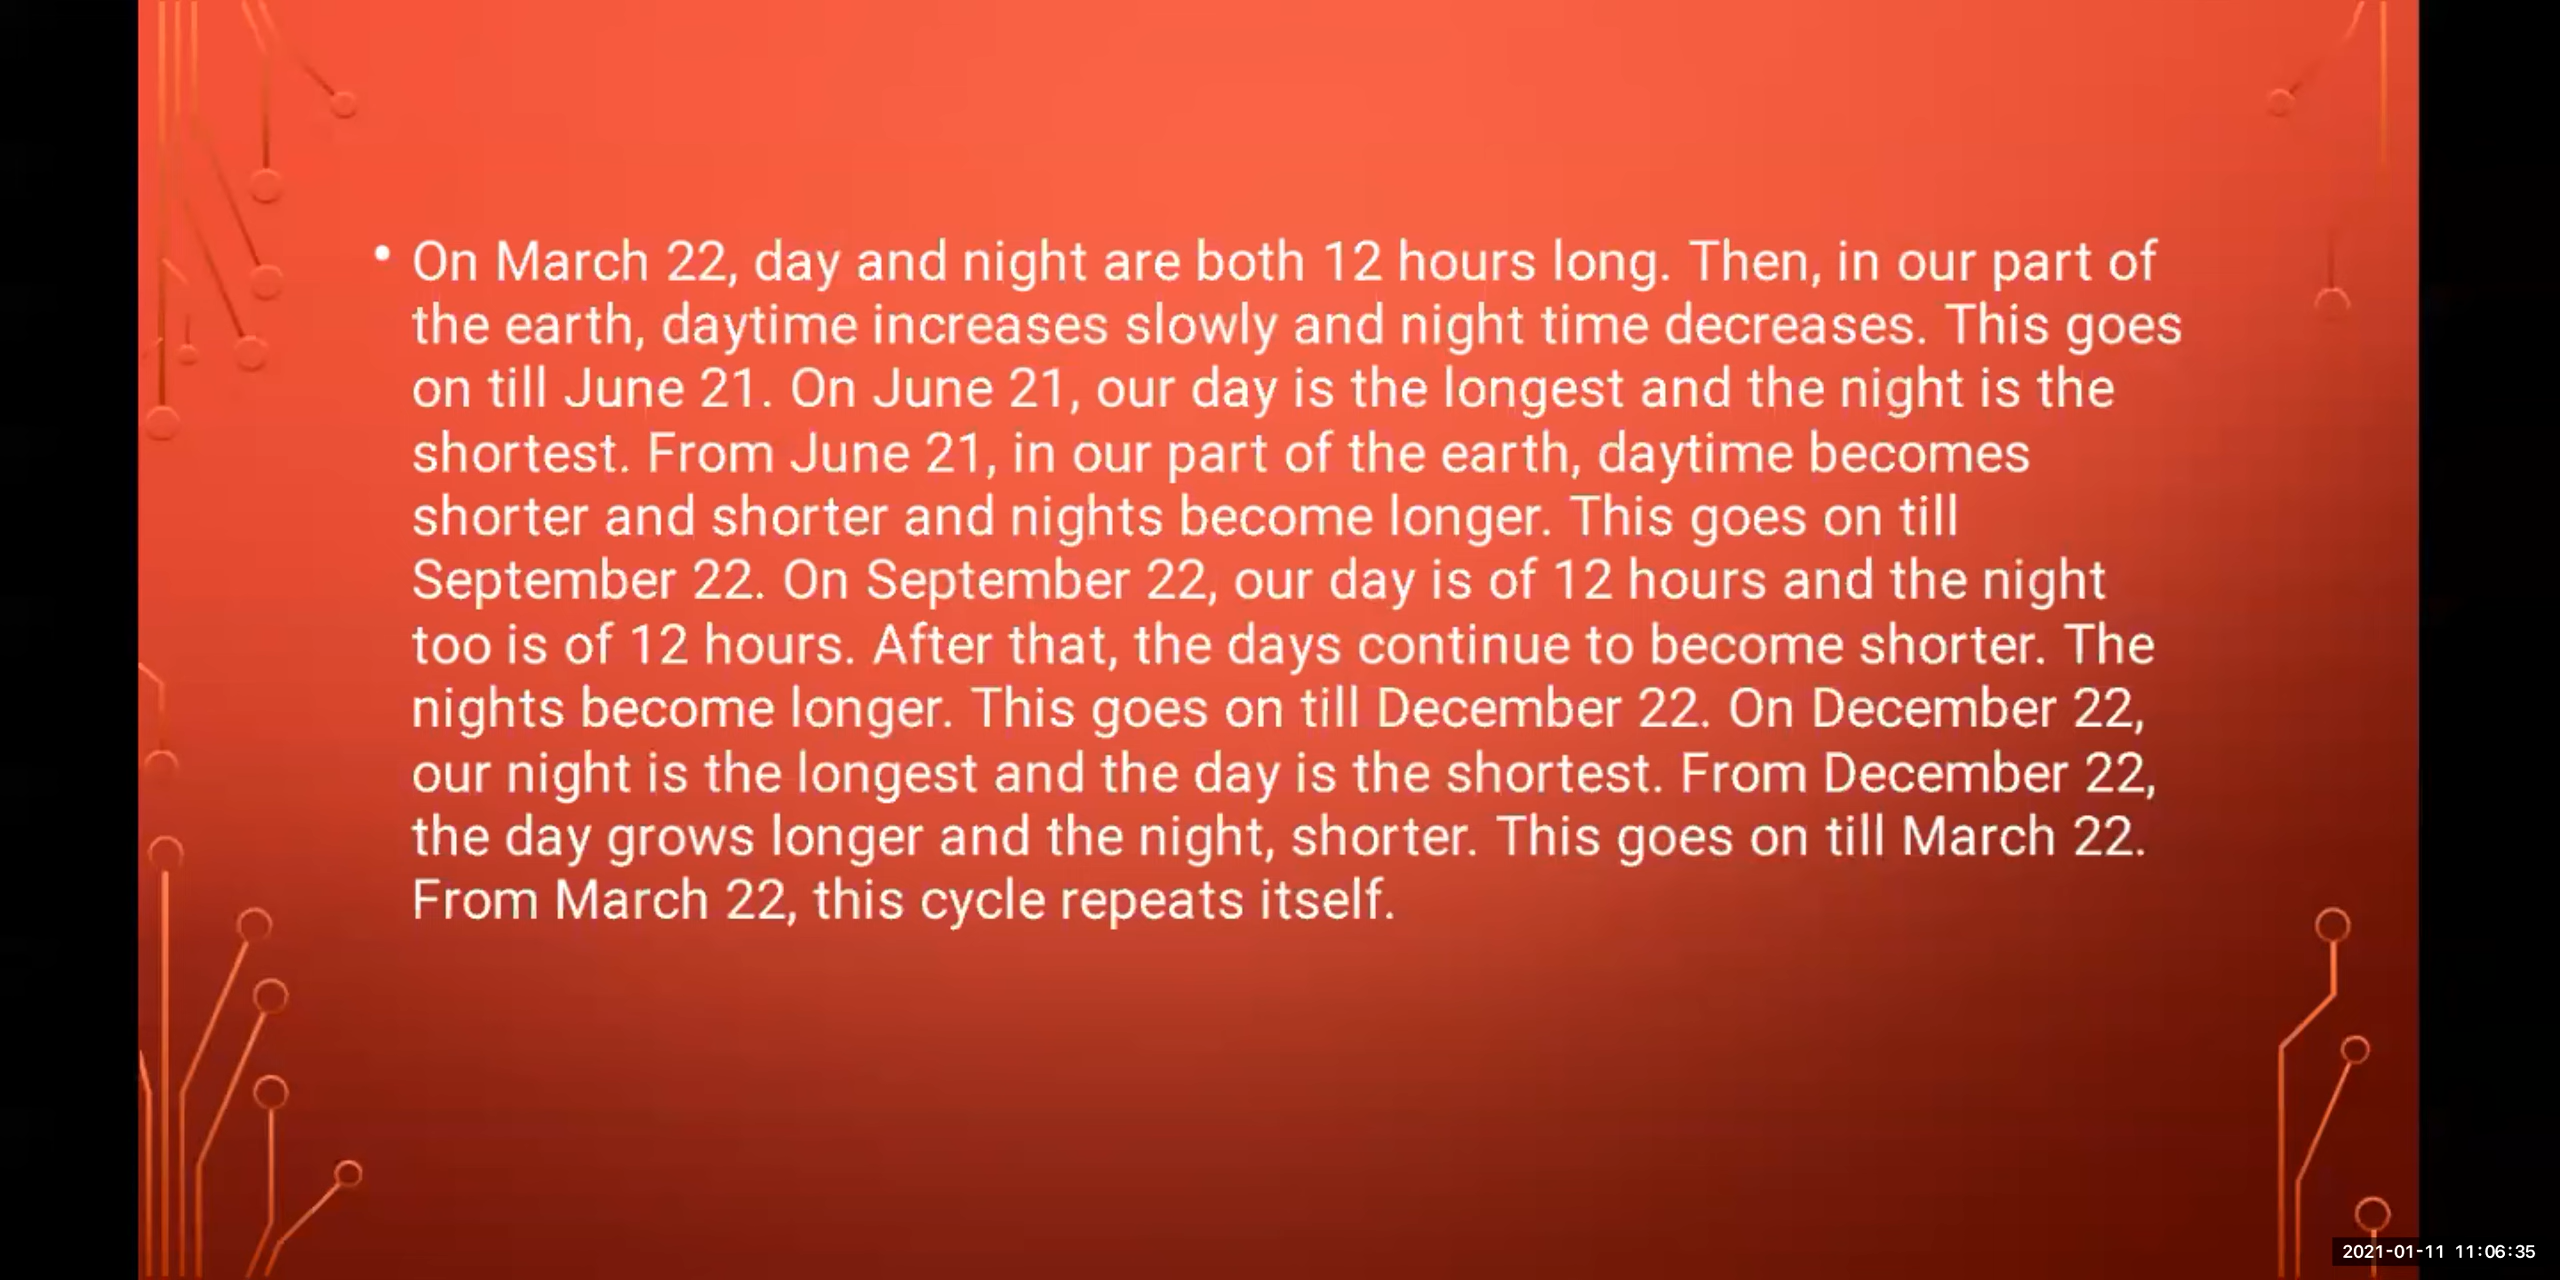 • On March 22, day and night are both 12 hours long. Then, in our part of
the earth, daytime increases slowly and night time decreases. This goes
on till June 21. On June 21, our day is the longest and the night is the
shortest. From June 21, in our part of the earth, daytime becomes
shorter and shorter and nights become longer. This goes on till
September 22. On September 22, our day is of 12 hours and the night
too is of 12 hours. After that, the days continue to become shorter. The
nights become longer. This goes on till December 22. On December 22,
our night is the longest and the day is the shortest. From December 22,
the day grows longer and the night, shorter. This goes on till March 22.
From March 22, this cycle repeats itself.
2021-01-11 11:06:35